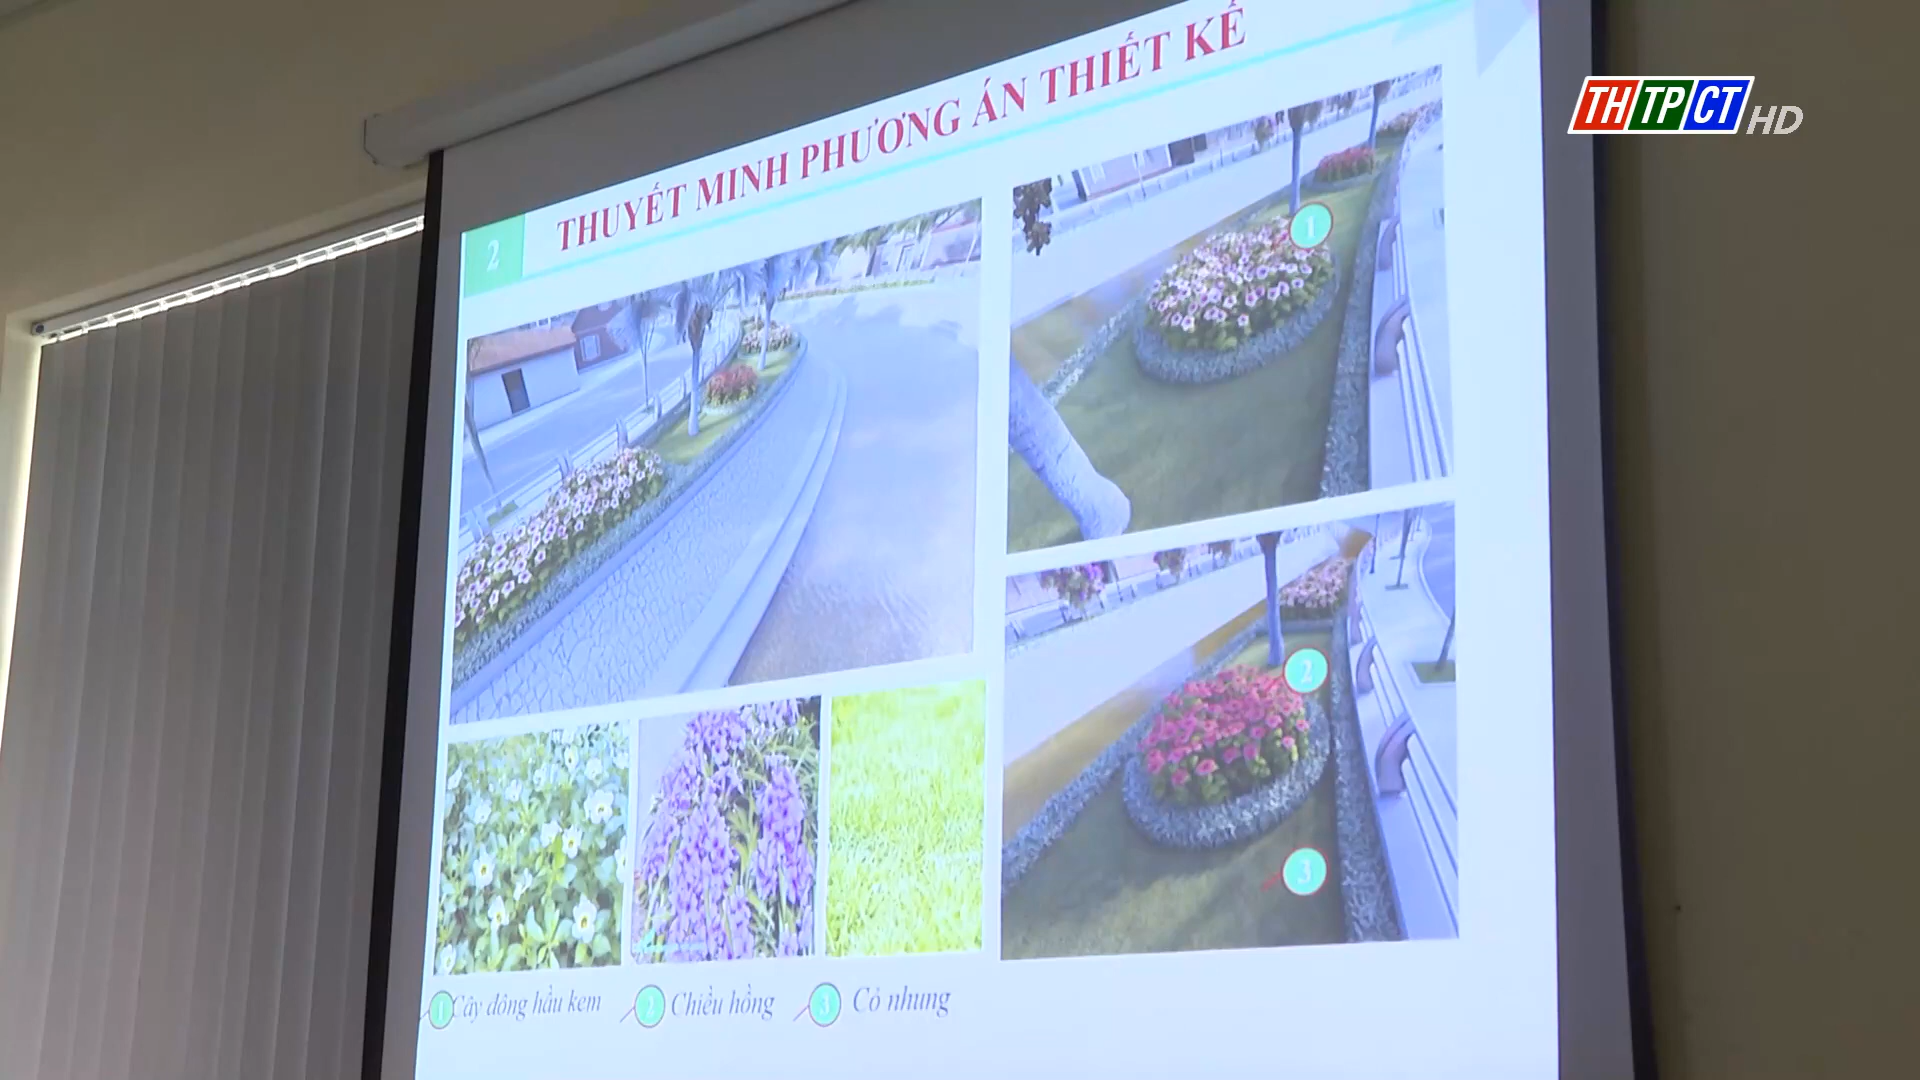 THTPCT HD
2 THUYẾT MINH PHƯƠNG ÁN THIẾT KẾ
1
2
3
1 Cây đông hầu kem 2 Chiều hồng 3 Cỏ nhung